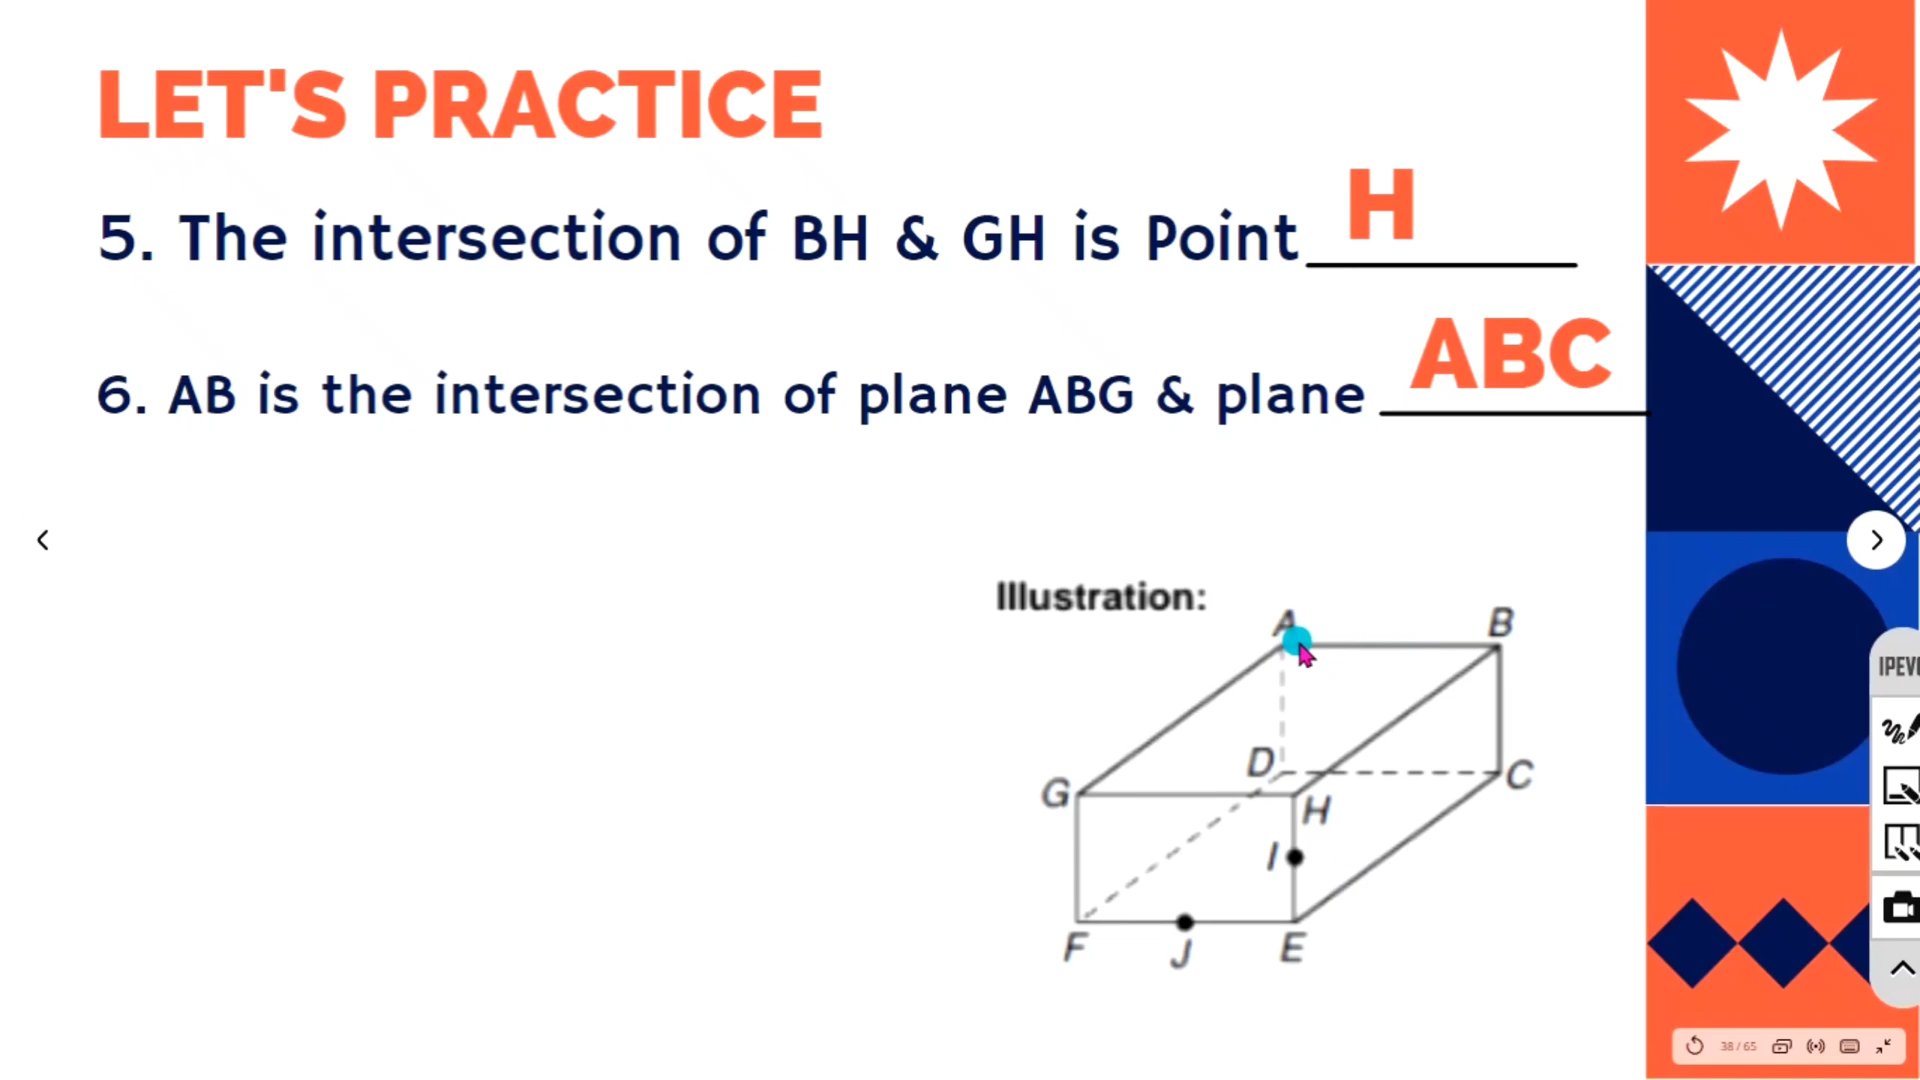 LET'S PRACTICE
5. The intersection of BH & GH is Point H
6. AB is the intersection of plane ABG & plane ABC
Illustration:
A
B
D
C
G
H
I
F
J
E
38 / 65